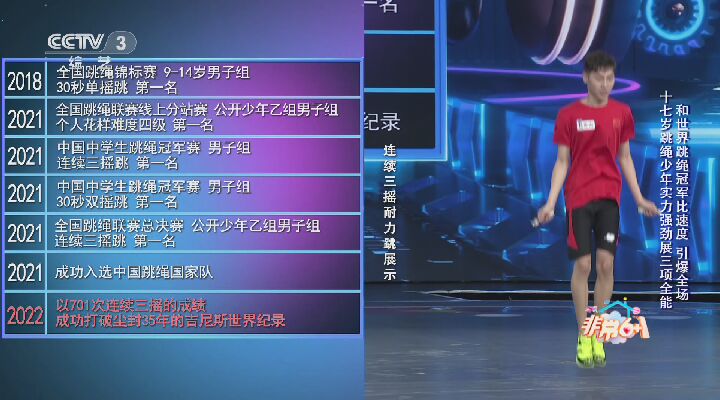 CCTV 3
综艺
2018
全国跳绳锦标赛 9-14岁男子组
30秒单摇跳 第一名
2021
全国跳绳联赛线上分站赛 公开少年乙组男子组
个人花样难度四级 第一名
2021
中国中学生跳绳冠军赛 男子组
连续三摇跳 第一名
2021
中国中学生跳绳冠军赛 男子组
30秒双摇跳 第一名
2021
全国跳绳联赛总决赛 公开少年乙组男子组
连续三摇跳 第一名
2021
成功入选中国跳绳国家队
2022
以701次连续三摇的成绩
成功打破尘封35年的吉尼斯世界纪录
一名
纪录
连续三摇耐力跳展示
和世界跳绳冠军比速度 引爆全场
十七岁跳绳少年实力强劲展三项全能
非常6+1